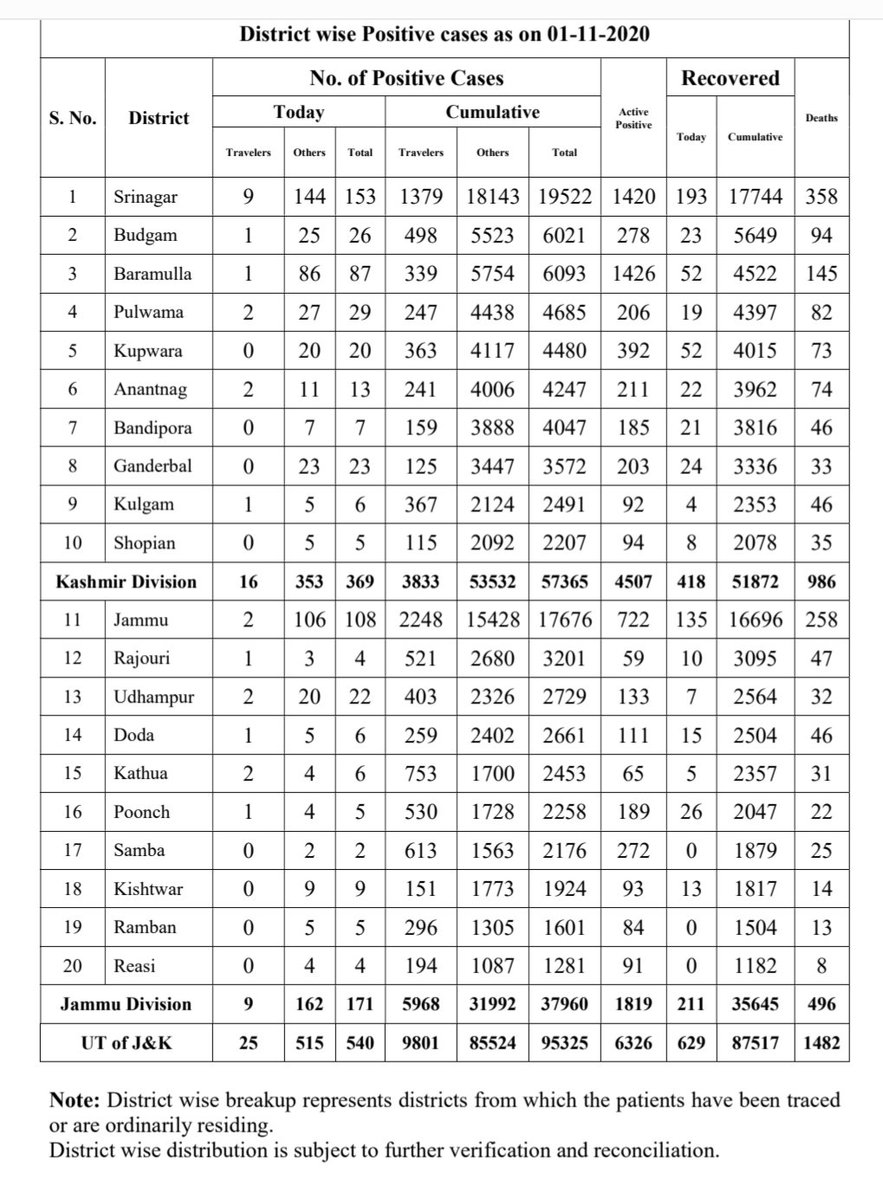 District wise Positive cases as on 01-11-2020
S. No. District No. of Positive Cases Active Positive Recovered Deaths
Today Cumulative Today Cumulative
Travelers Others Total Travelers Others Total
1 Srinagar 9 144 153 1379 18143 19522 1420 193 17744 358
2 Budgam 1 25 26 498 5523 6021 278 23 5649 94
3 Baramulla 1 86 87 339 5754 6093 1426 52 4522 145
4 Pulwama 2 27 29 247 4438 4685 206 19 4397 82
5 Kupwara 0 20 20 363 4117 4480 392 52 4015 73
6 Anantnag 2 11 13 241 4006 4247 211 22 3962 74
7 Bandipora 0 7 7 159 3888 4047 185 21 3816 46
8 Ganderbal 0 23 23 125 3447 3572 203 24 3336 33
9 Kulgam 1 5 6 367 2124 2491 92 4 2353 46
10 Shopian 0 5 5 115 2092 2207 94 8 2078 35
Kashmir Division 16 353 369 3833 53532 57365 4507 418 51872 986
11 Jammu 2 106 108 2248 15428 17676 722 135 16696 258
12 Rajouri 1 3 4 521 2680 3201 59 10 3095 47
13 Udhampur 2 20 22 403 2326 2729 133 7 2564 32
14 Doda 1 5 6 259 2402 2661 111 15 2504 46
15 Kathua 2 4 6 753 1700 2453 65 5 2357 31
16 Poonch 1 4 5 530 1728 2258 189 26 2047 22
17 Samba 0 2 2 613 1563 2176 272 0 1879 25
18 Kishtwar 0 9 9 151 1773 1924 93 13 1817 14
19 Ramban 0 5 5 296 1305 1601 84 0 1504 13
20 Reasi 0 4 4 194 1087 1281 91 0 1182 8
Jammu Division 9 162 171 5968 31992 37960 1819 211 35645 496
UT of J&K 25 515 540 9801 85524 95325 6326 629 87517 1482
Note: District wise breakup represents districts from which the patients have been traced
or are ordinarily residing.
District wise distribution is subject to further verification and reconciliation.